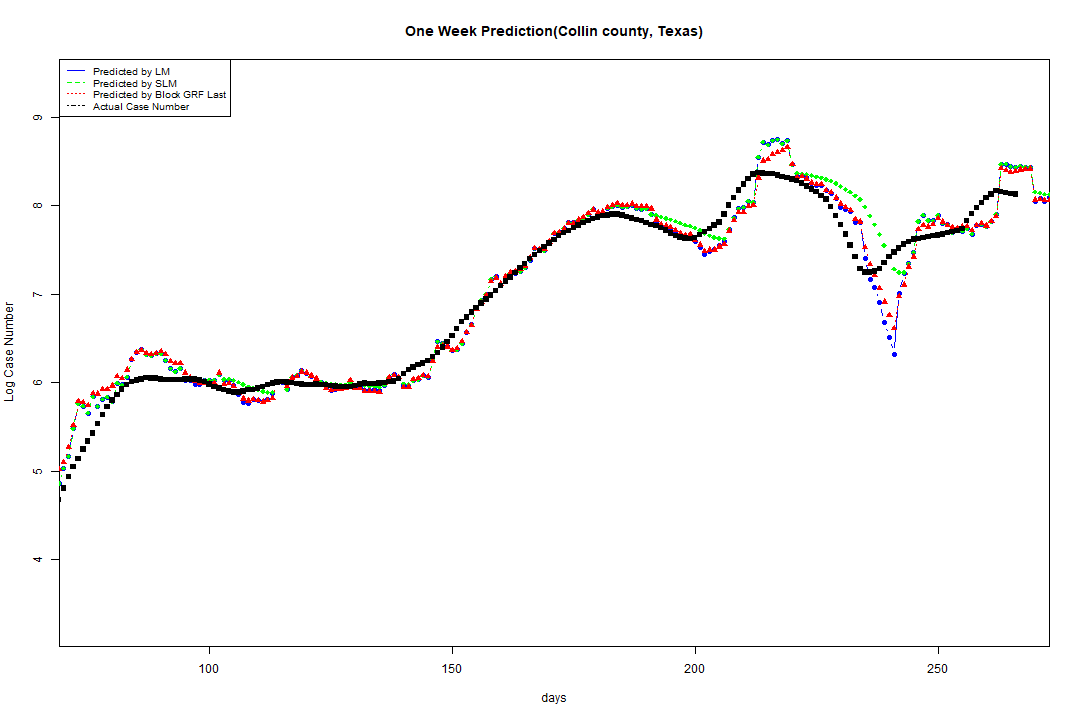 One Week Prediction(Collin county, Texas)
Predicted by LM
Predicted by SLM
Predicted by Block GRF Last
Actual Case Number
9
8
7
6
5
4
Log Case Number
100 150 200 250
days